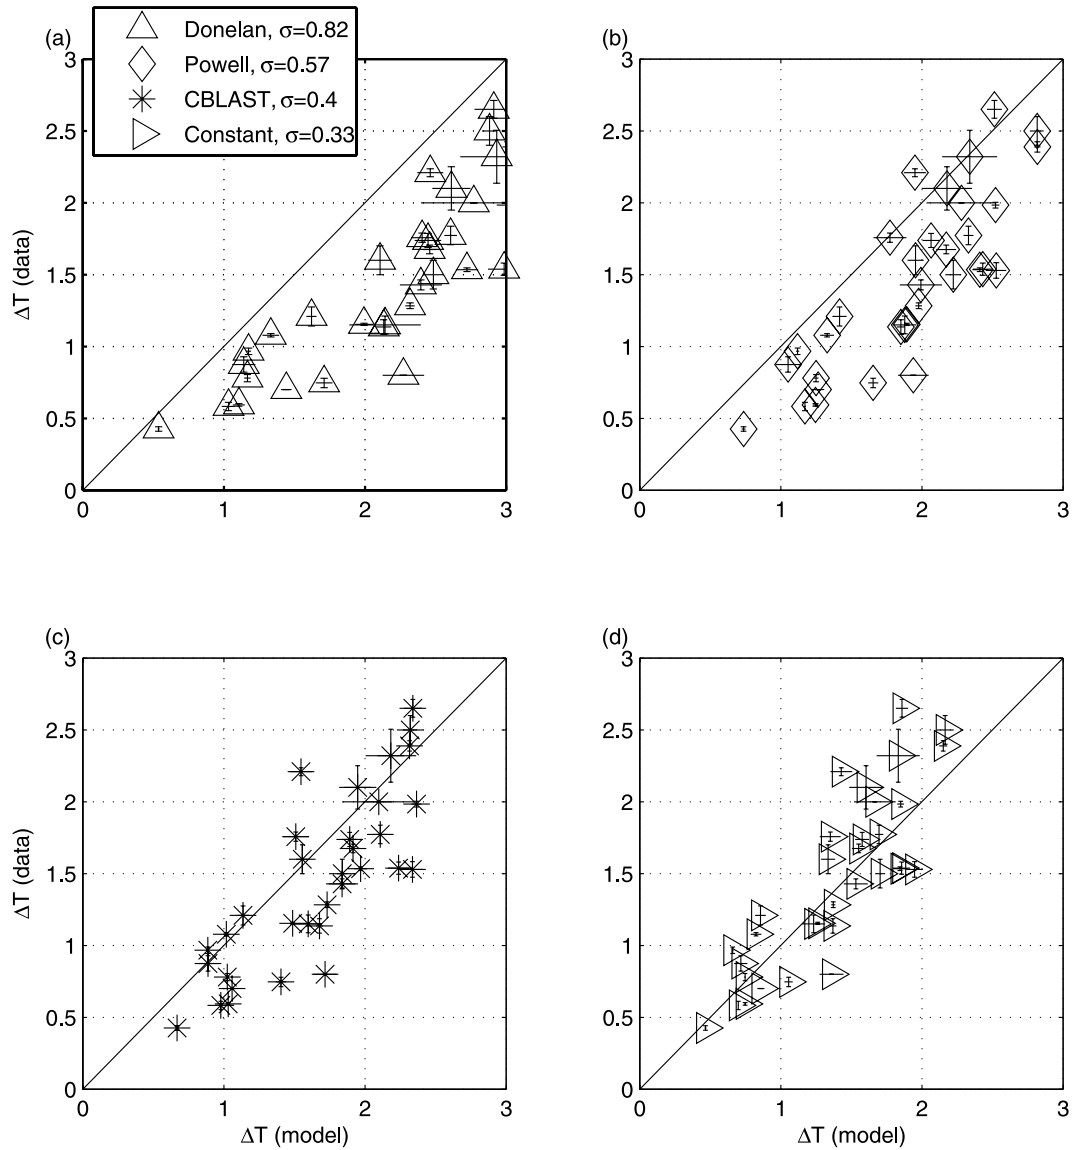 (a)
Donelan, σ=0.82
Powell, σ=0.57
CBLAST, σ=0.4
Constant, σ=0.33
3
2.5
2
1.5
1
0.5
0
0 1 2 3
ΔT (data)
(b)
3
2.5
2
1.5
1
0.5
0
0 1 2 3
(c)
3
2.5
2
1.5
1
0.5
0
0 1 2 3
ΔT (data)
ΔT (model)
(d)
3
2.5
2
1.5
1
0.5
0
0 1 2 3
ΔT (model)